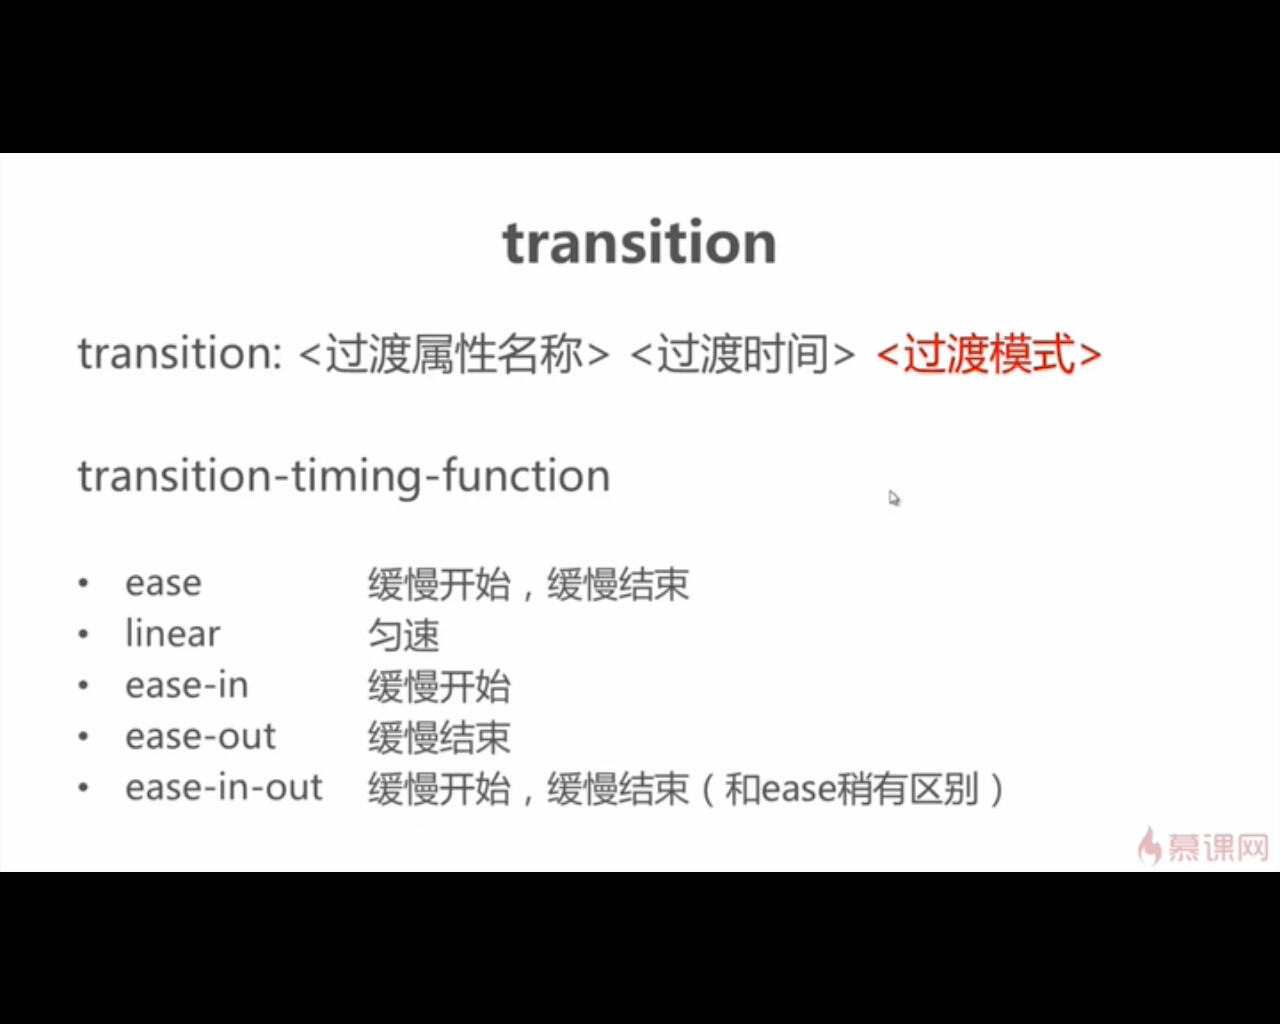 transition
transition: <过渡属性名称> <过渡时间> <过渡模式>
transition-timing-function
• ease 缓慢开始，缓慢结束
• linear 匀速
• ease-in 缓慢开始
• ease-out 缓慢结束
• ease-in-out 缓慢开始，缓慢结束（和ease稍有区别）
慕课网